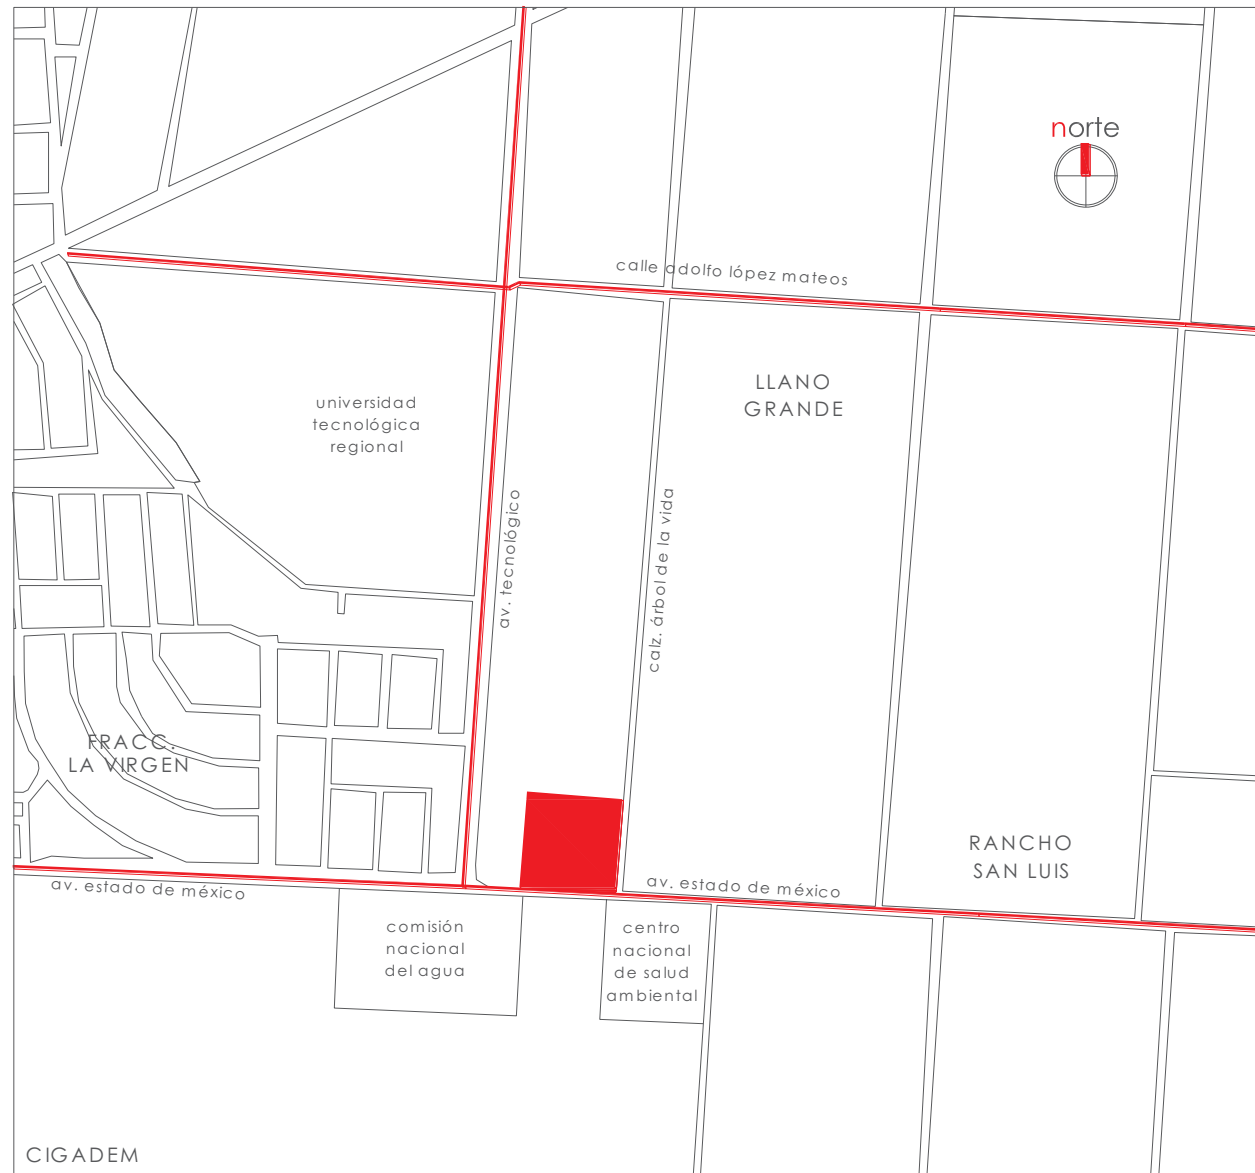 norte
calle adolfo lópez mateos
LLANO
GRANDE
universidad
tecnológica
regional
av. tecnológico
calz. árbol de la vida
FRACC.
LA VIRGEN
RANCHO
SAN LUIS
av. estado de méxico
av. estado de méxico
comisión
nacional
del agua
centro
nacional
de salud
ambiental
CIGADEM